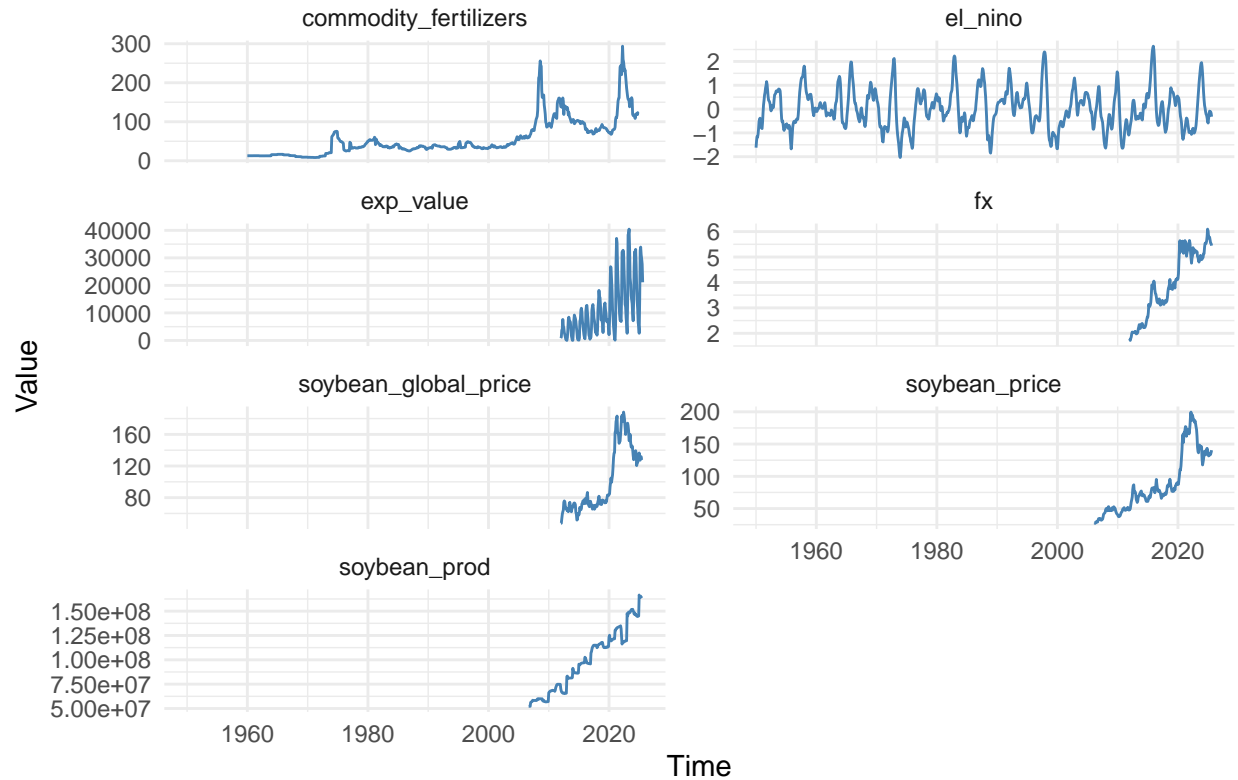 commodity_fertilizers
300
200
100
0
el_nino
2
1
0
−1
−2
exp_value
40000
30000
20000
10000
0
fx
6
5
4
3
2
Value
soybean_global_price
160
120
80
soybean_price
200
150
100
50
1960 1980 2000 2020
soybean_prod
1.50e+08
1.25e+08
1.00e+08
7.50e+07
5.00e+07
1960 1980 2000 2020
Time